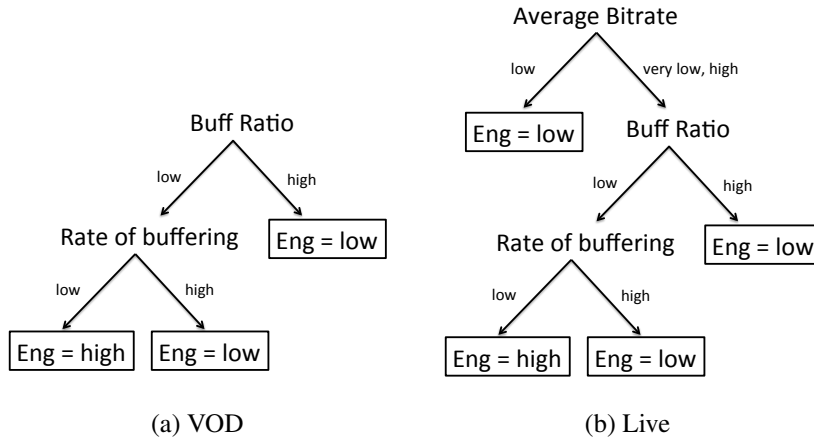 Buff Ratio
low
high
Rate of buffering
Eng = low
low
high
Eng = high
Eng = low
(a) VOD
Average Bitrate
low
very low, high
Eng = low
Buff Ratio
low
high
Rate of buffering
Eng = low
low
high
Eng = high
Eng = low
(b) Live